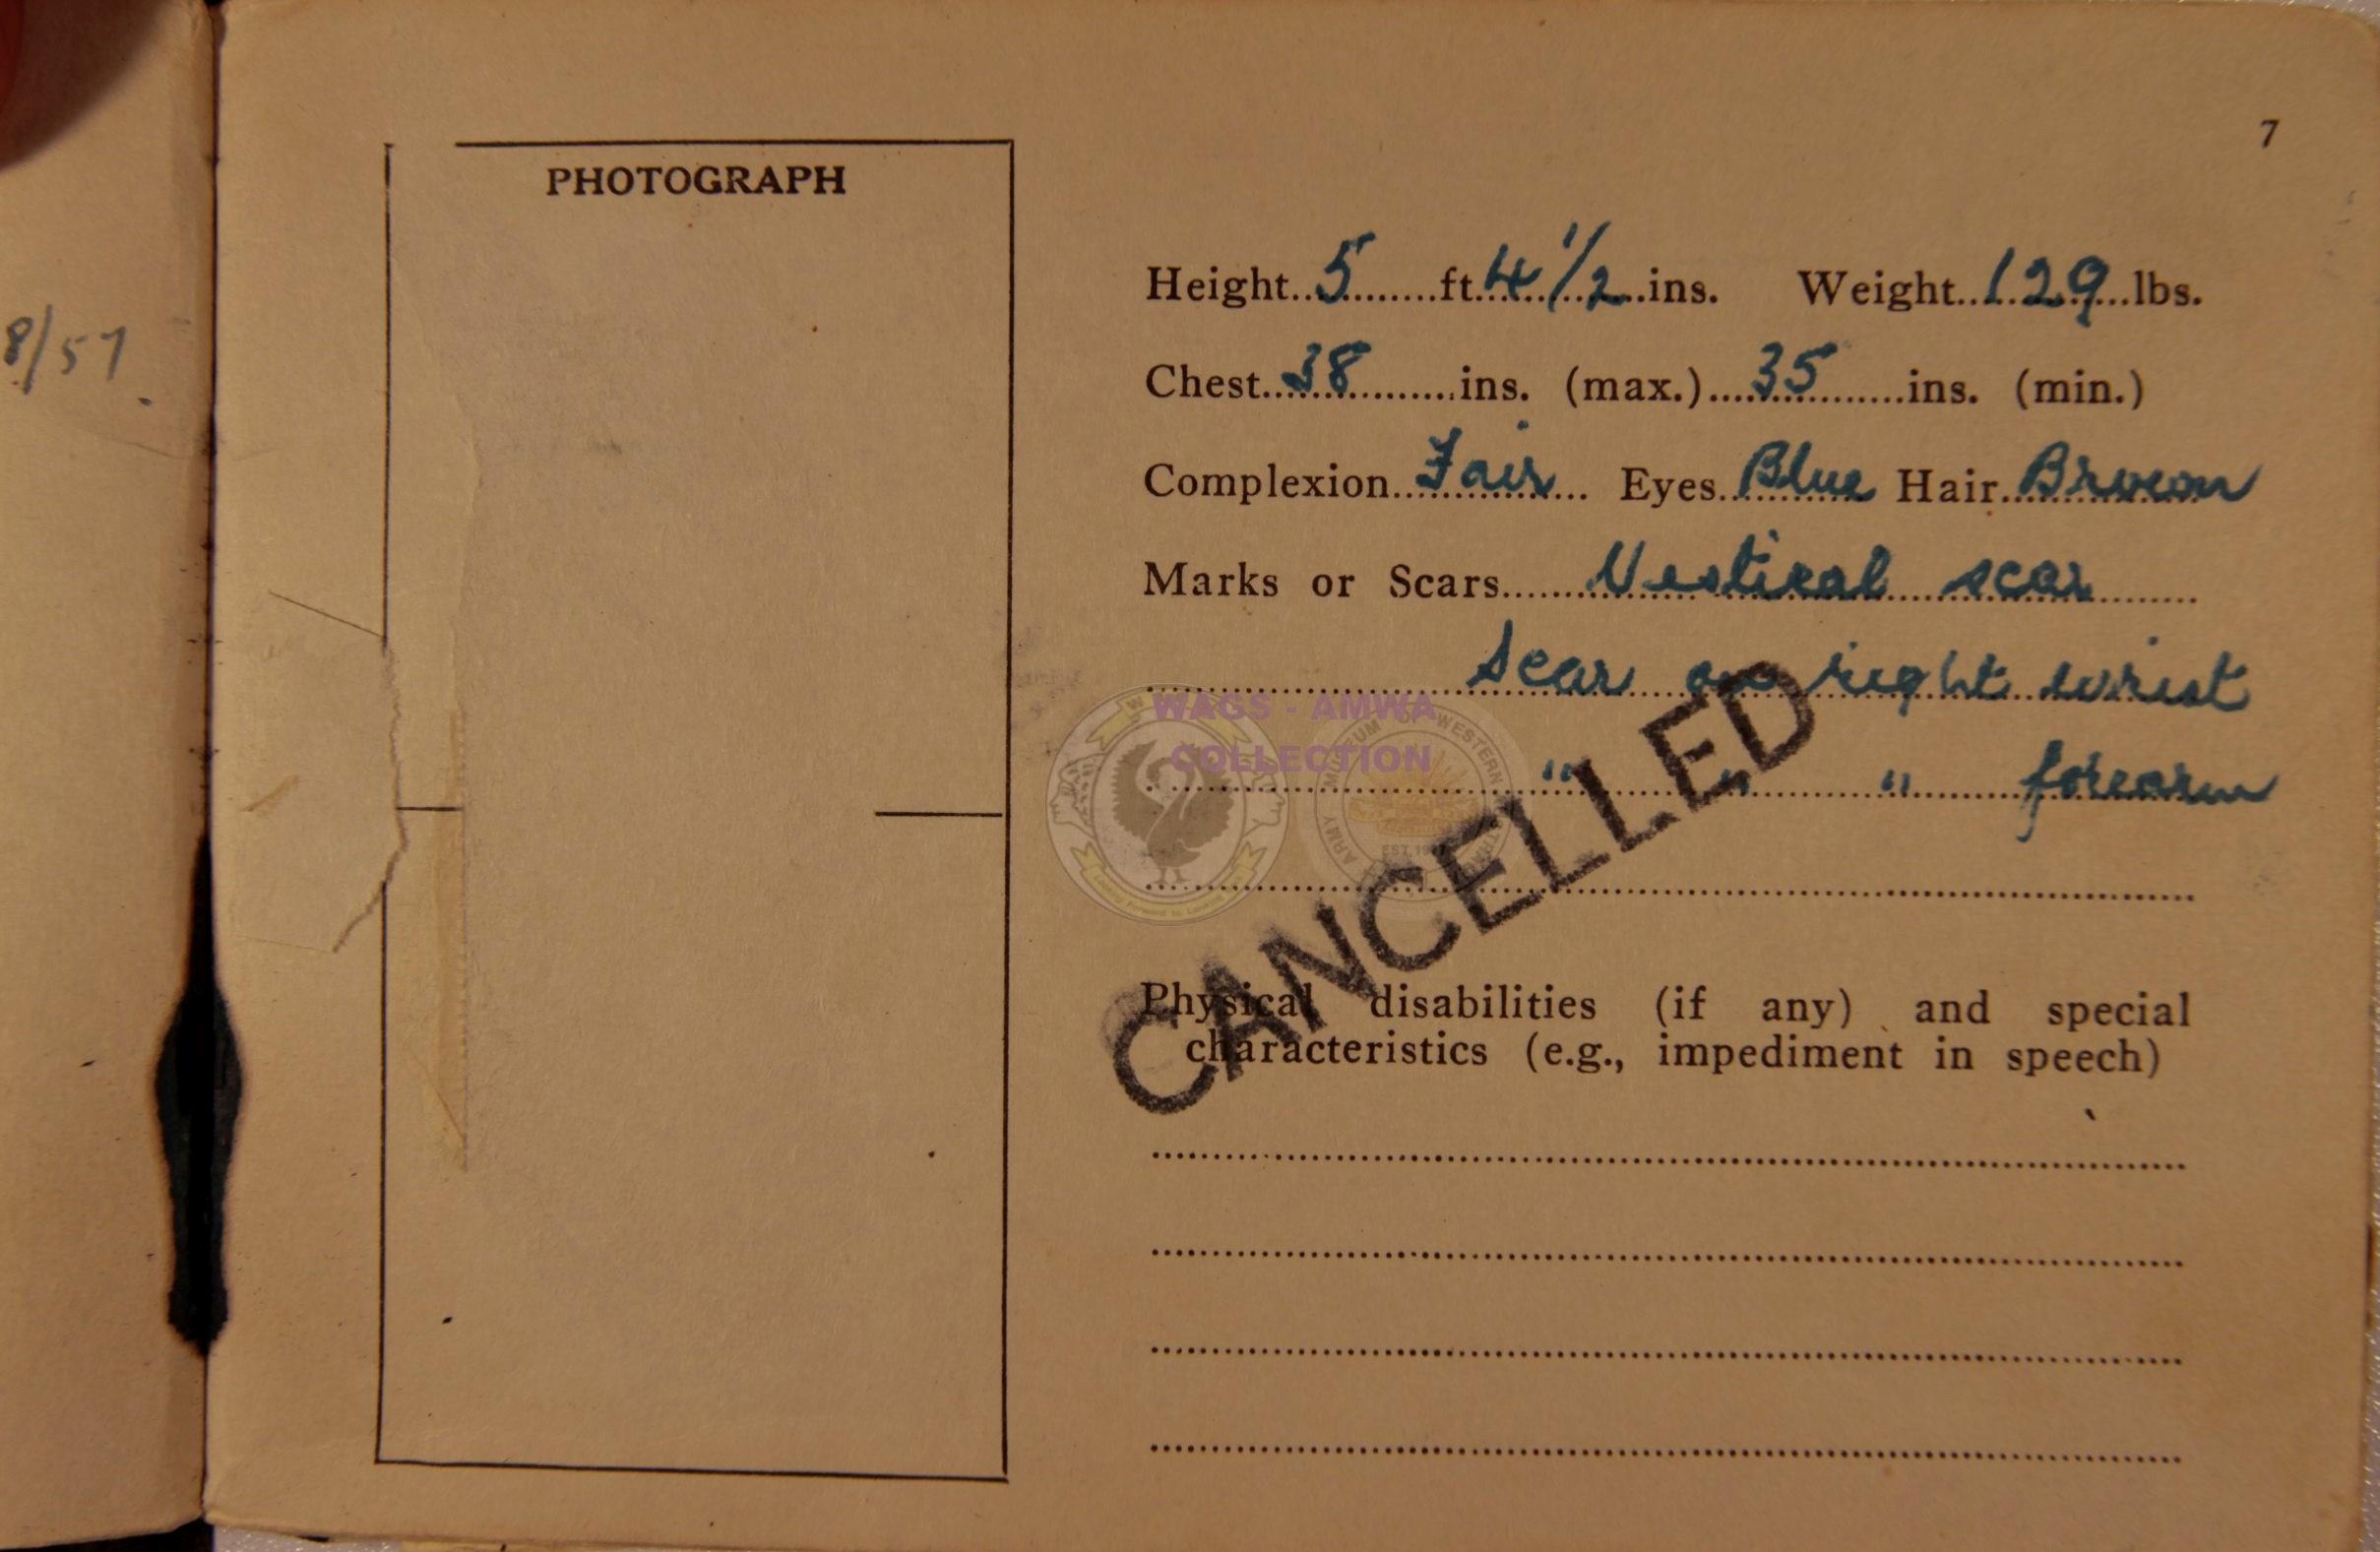 8/57
7
PHOTOGRAPH
Height 5 ft. 4 1/2 ins. Weight 129 lbs.
Chest 38 ins. (max.) 35 ins. (min.)
Complexion Fair Eyes Blue Hair Brown
Marks or Scars Vertical scar
Scar on right wrist
" " " forearm
WAGS - AMWA
COLLECTION
CANCELLED
Physical disabilities (if any) and special
characteristics (e.g., impediment in speech)